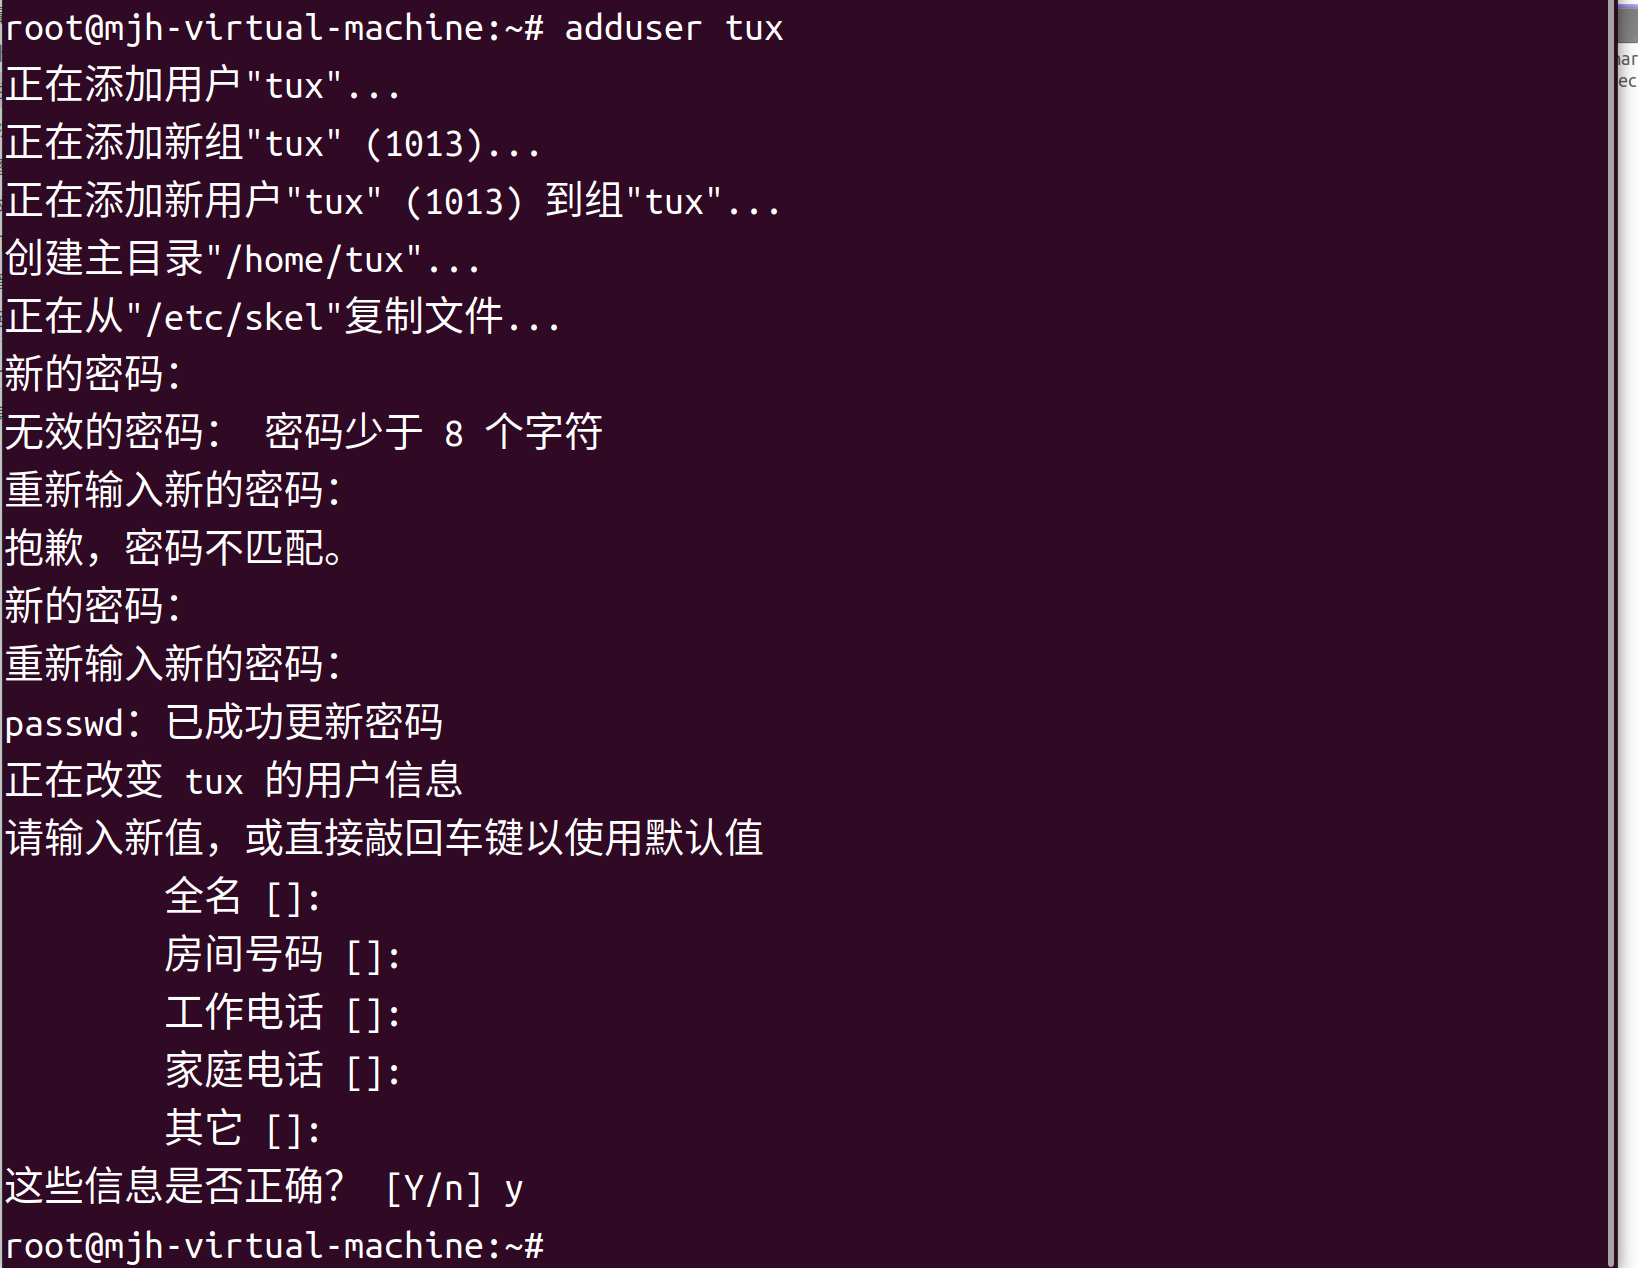 root@mjh-virtual-machine:~# adduser tux
正在添加用户"tux"...
正在添加新组"tux" (1013)...
正在添加新用户"tux" (1013) 到组"tux"...
创建主目录"/home/tux"...
正在从"/etc/skel"复制文件...
新的密码：
无效的密码： 密码少于 8 个字符
重新输入新的密码：
抱歉，密码不匹配。
新的密码：
重新输入新的密码：
passwd：已成功更新密码
正在改变 tux 的用户信息
请输入新值，或直接敲回车键以使用默认值
全名 []:
房间号码 []:
工作电话 []:
家庭电话 []:
其它 []:
这些信息是否正确？ [Y/n] y
root@mjh-virtual-machine:~#